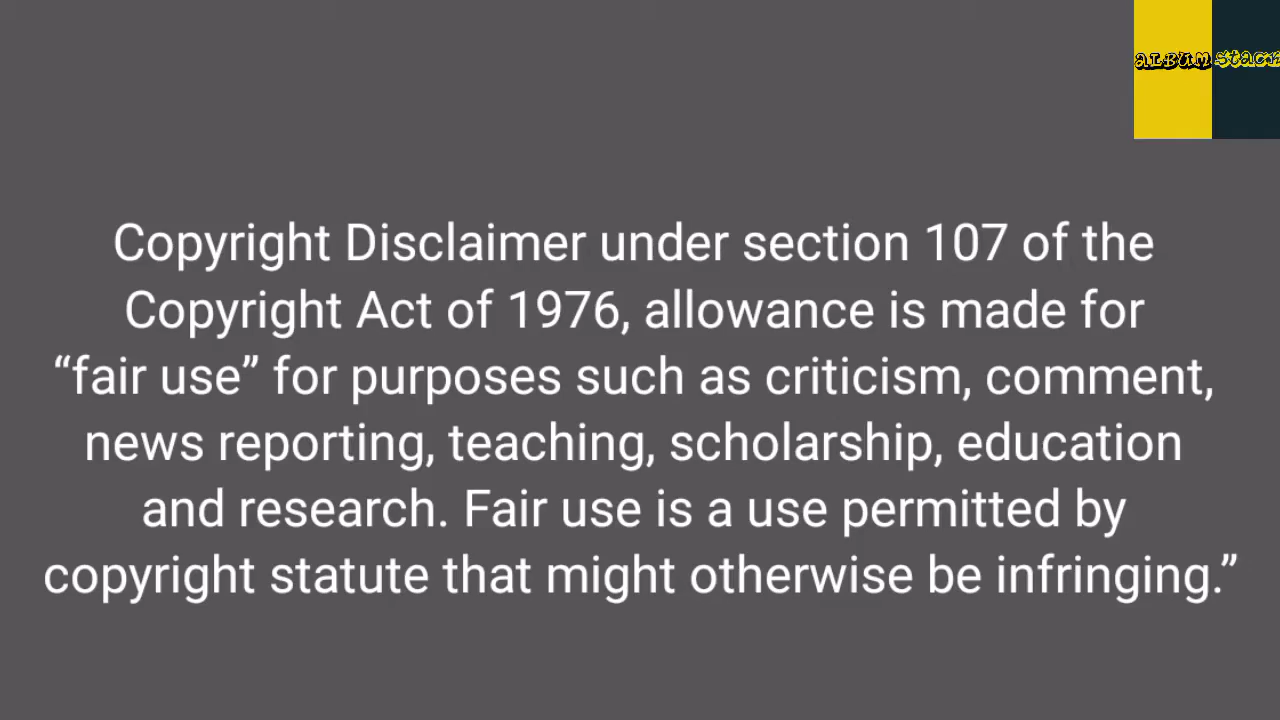 ALBUM
Copyright Disclaimer under section 107 of the
Copyright Act of 1976, allowance is made for
“fair use” for purposes such as criticism, comment,
news reporting, teaching, scholarship, education
and research. Fair use is a use permitted by
copyright statute that might otherwise be infringing.”